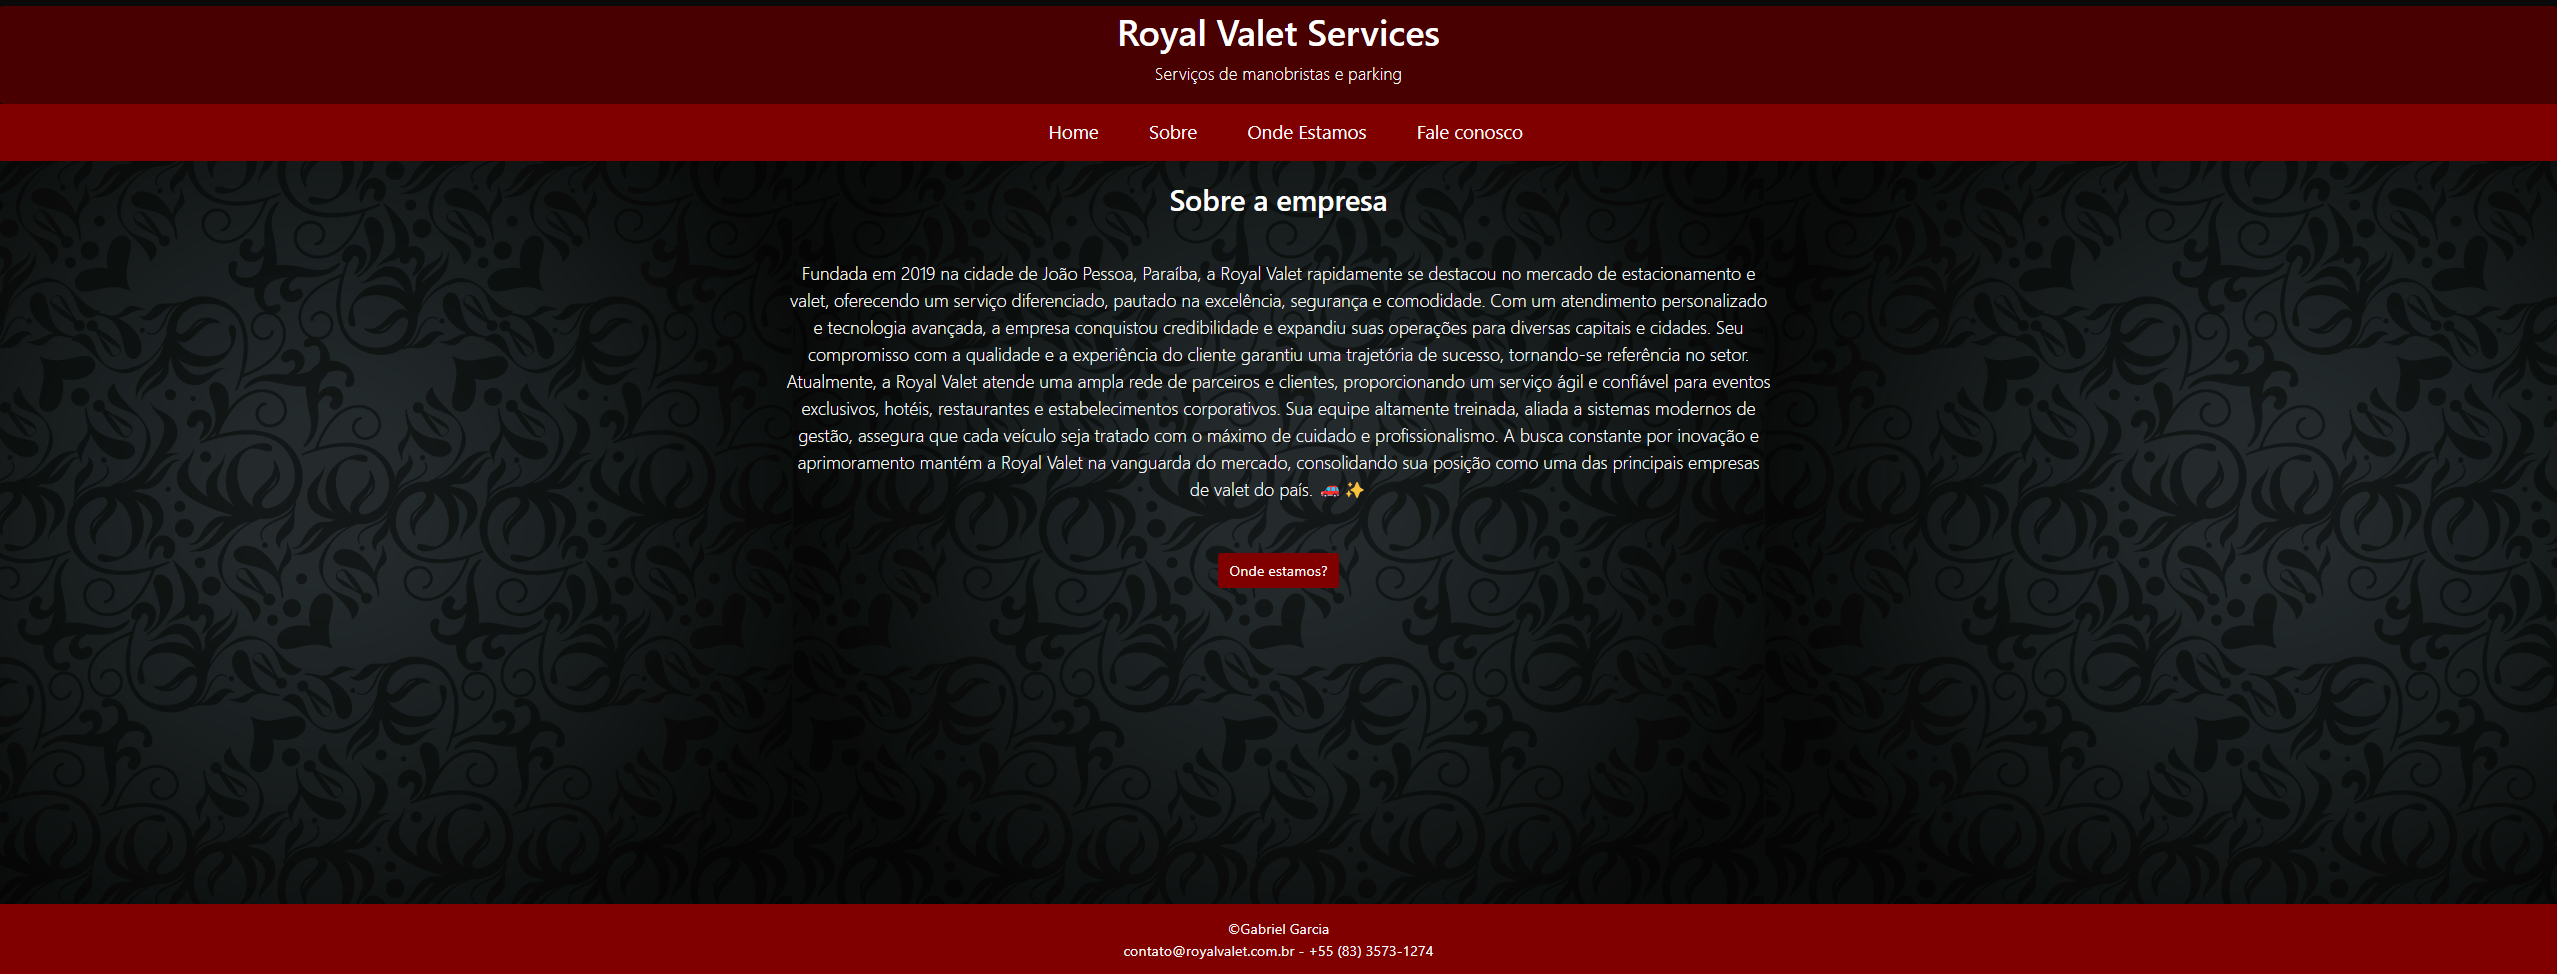 Royal Valet Services
Serviços de manobristas e parking
Home Sobre Onde Estamos Fale conosco
Sobre a empresa
Fundada em 2019 na cidade de João Pessoa, Paraíba, a Royal Valet rapidamente se destacou no mercado de estacionamento e
valet, oferecendo um serviço diferenciado, pautado na excelência, segurança e comodidade. Com um atendimento personalizado
e tecnologia avançada, a empresa conquistou credibilidade e expandiu suas operações para diversas capitais e cidades. Seu
compromisso com a qualidade e a experiência do cliente garantiu uma trajetória de sucesso, tornando-se referência no setor.
Atualmente, a Royal Valet atende uma ampla rede de parceiros e clientes, proporcionando um serviço ágil e confiável para eventos
exclusivos, hotéis, restaurantes e estabelecimentos corporativos. Sua equipe altamente treinada, aliada a sistemas modernos de
gestão, assegura que cada veículo seja tratado com o máximo de cuidado e profissionalismo. A busca constante por inovação e
aprimoramento mantém a Royal Valet na vanguarda do mercado, consolidando sua posição como uma das principais empresas
de valet do país. 🚗 ✨
Onde estamos?
©Gabriel Garcia
contato@royalvalet.com.br - +55 (83) 3573-1274